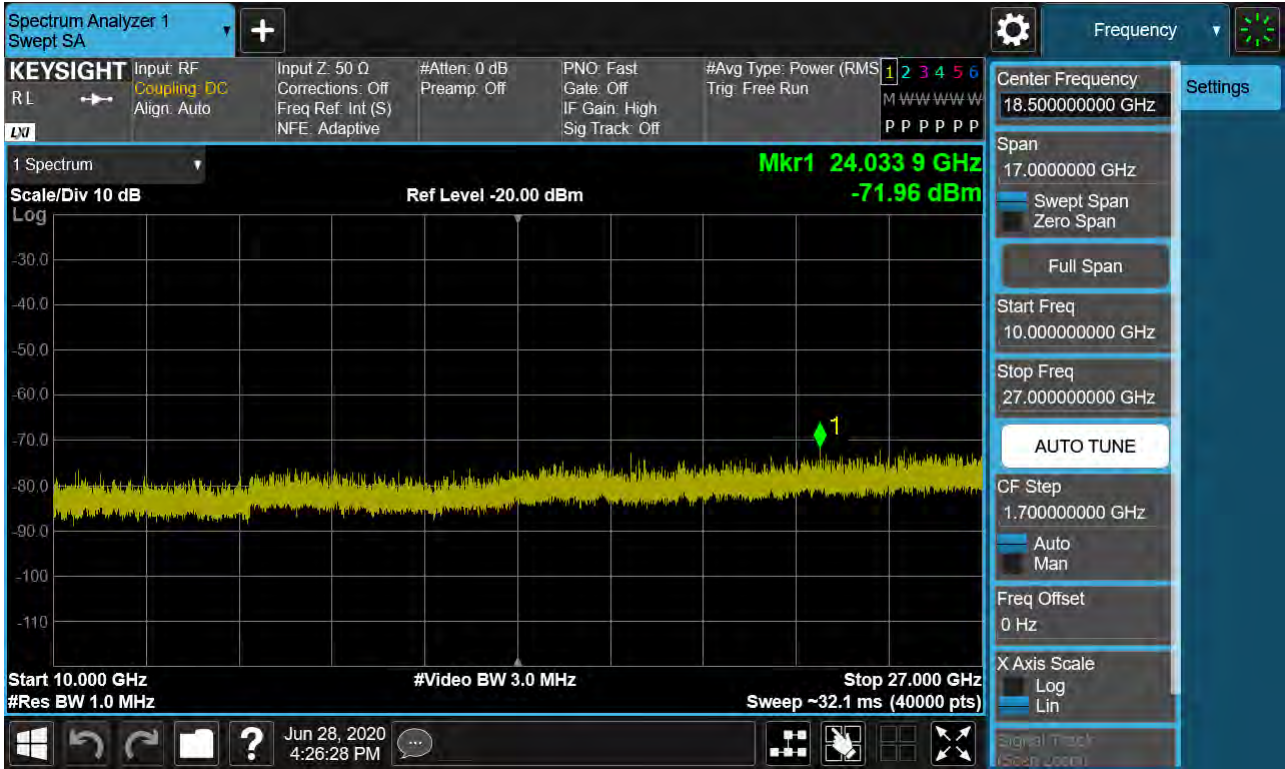 Spectrum Analyzer 1
Swept SA
+
Frequency
KEYSIGHT
R L
LXI
Input: RF
Coupling: DC
Align: Auto
Input Z: 50 Ω
Corrections: Off
Freq Ref: Int (S)
NFE: Adaptive
#Atten: 0 dB
Preamp: Off
PNO: Fast
Gate: Off
IF Gain: High
Sig Track: Off
#Avg Type: Power (RMS
Trig: Free Run
1 2 3 4 5 6
M W W W W W
P P P P P P
1 Spectrum
Scale/Div 10 dB
Log
Ref Level -20.00 dBm
Mkr1 24.033 9 GHz
-71.96 dBm
-30.0
-40.0
-50.0
-60.0
-70.0
-80.0
-90.0
-100
-110
1
Start 10.000 GHz
#Res BW 1.0 MHz
#Video BW 3.0 MHz
Stop 27.000 GHz
Sweep ~32.1 ms (40000 pts)
Center Frequency
18.500000000 GHz
Settings
Span
17.0000000 GHz
Swept Span
Zero Span
Full Span
Start Freq
10.000000000 GHz
Stop Freq
27.000000000 GHz
AUTO TUNE
CF Step
1.700000000 GHz
Auto
Man
Freq Offset
0 Hz
X Axis Scale
Log
Lin
Signal Track
(Span Zoom)
?
Jun 28, 2020
4:26:28 PM